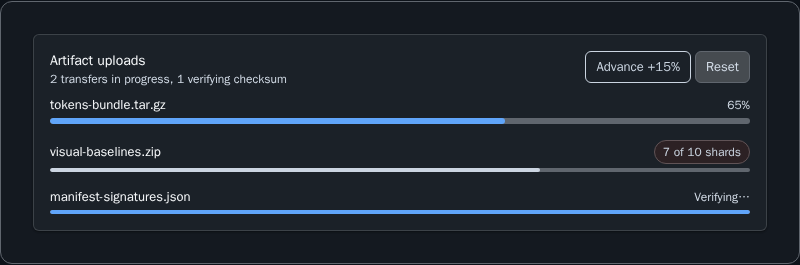 Artifact uploads
2 transfers in progress, 1 verifying checksum
Advance +15%
Reset
tokens-bundle.tar.gz
65%
visual-baselines.zip
7 of 10 shards
manifest-signatures.json
Verifying⋯